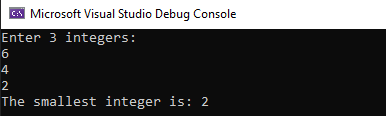 Microsoft Visual Studio Debug Console
Enter 3 integers:
6
4
2
The smallest integer is: 2